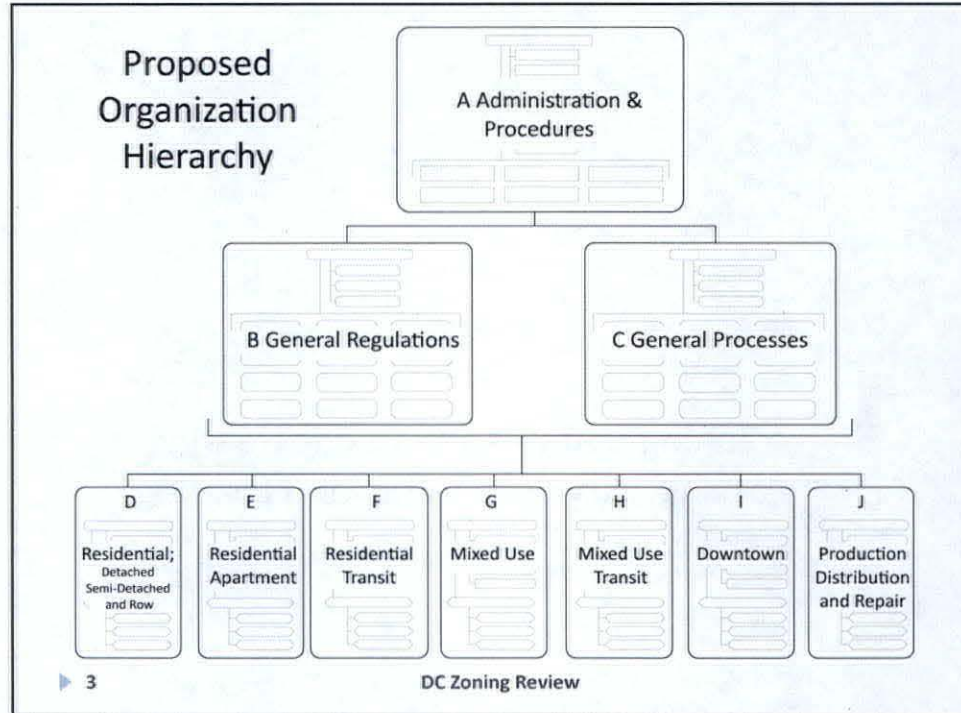 Proposed
Organization
Hierarchy
A Administration &
Procedures
B General Regulations
C General Processes
D
Residential;
Detached
Semi-Detached
and Row
E
Residential
Apartment
F
Residential
Transit
G
Mixed Use
H
Mixed Use
Transit
I
Downtown
J
Production
Distribution
and Repair
3
DC Zoning Review